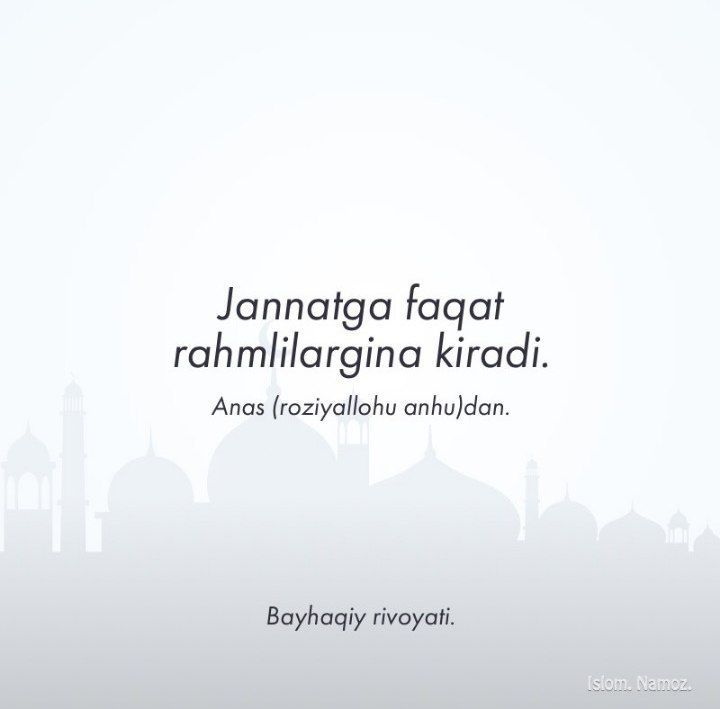 Jannatga faqat
rahmlilargina kiradi.
Anas (roziyallohu anhu)dan.
Bayhaqiy rivoyati.
Islom. Namoz.